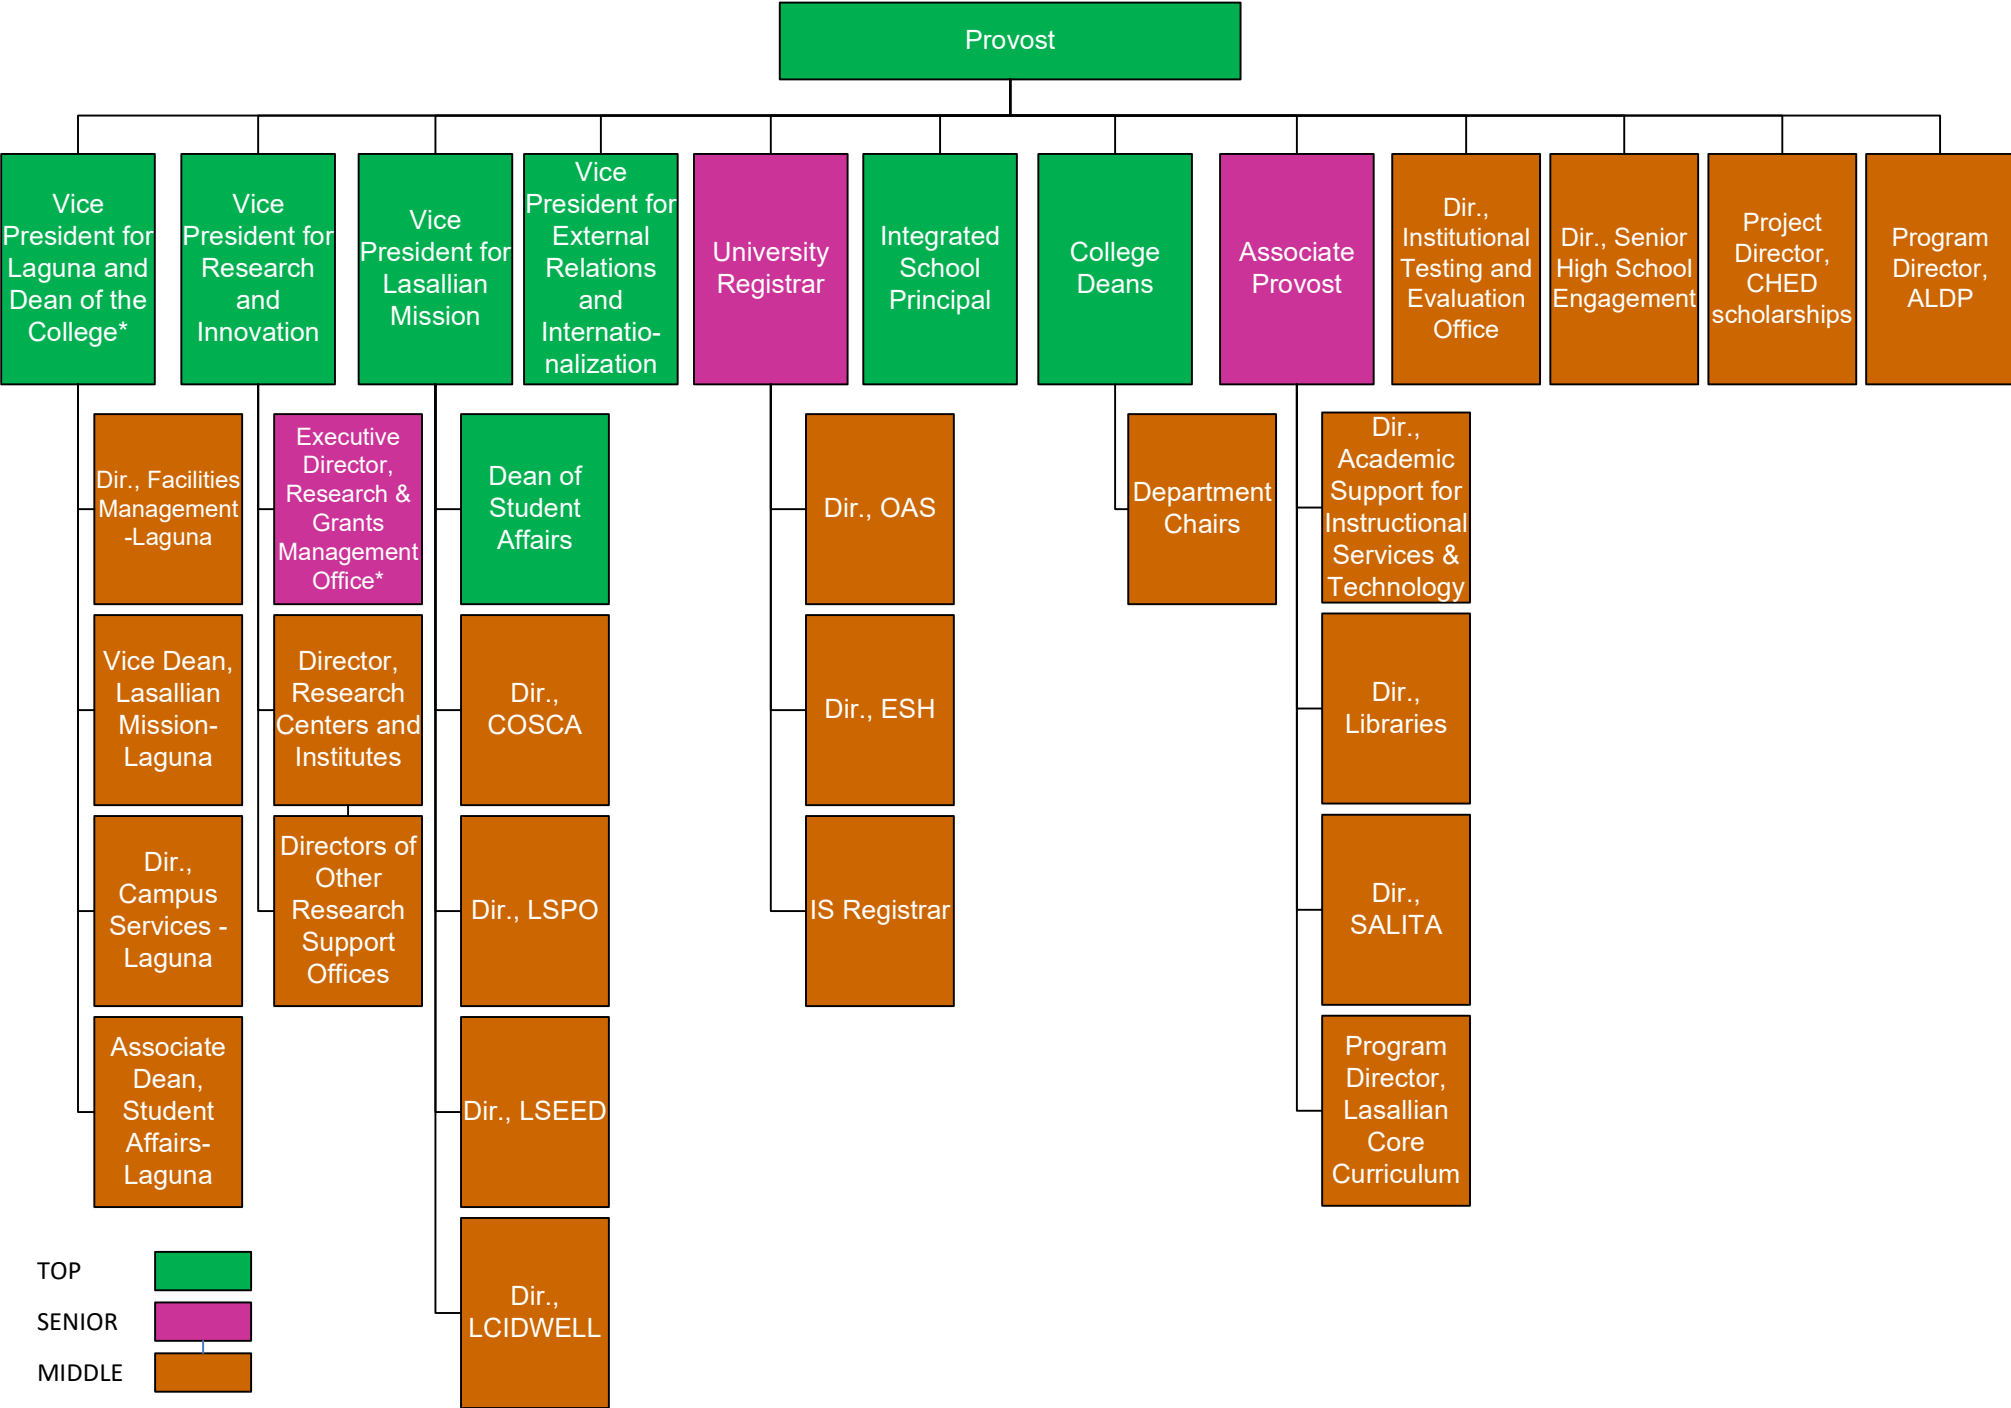 Provost
Vice
President for
Laguna and
Dean of the
College*
Vice
President for
Research
and
Innovation
Vice
President for
Lasallian
Mission
Vice
President for
External
Relations
and
Internatio-
nalization
University
Registrar
Integrated
School
Principal
College
Deans
Associate
Provost
Dir.,
Institutional
Testing and
Evaluation
Office
Dir., Senior
High School
Engagement
Project
Director,
CHED
scholarships
Program
Director,
ALDP
Dir., Facilities
Management
-Laguna
Executive
Director,
Research &
Grants
Management
Office*
Dean of
Student
Affairs
Dir., OAS
Department
Chairs
Dir.,
Academic
Support for
Instructional
Services &
Technology
Vice Dean,
Lasallian
Mission-
Laguna
Director,
Research
Centers and
Institutes
Dir.,
COSCA
Dir., ESH
Dir.,
Libraries
Dir.,
Campus
Services -
Laguna
Directors of
Other
Research
Support
Offices
Dir., LSPO
IS Registrar
Dir.,
SALITA
Associate
Dean,
Student
Affairs-
Laguna
Dir., LSEED
Program
Director,
Lasallian
Core
Curriculum
Dir.,
LCIDWELL
TOP
SENIOR
MIDDLE